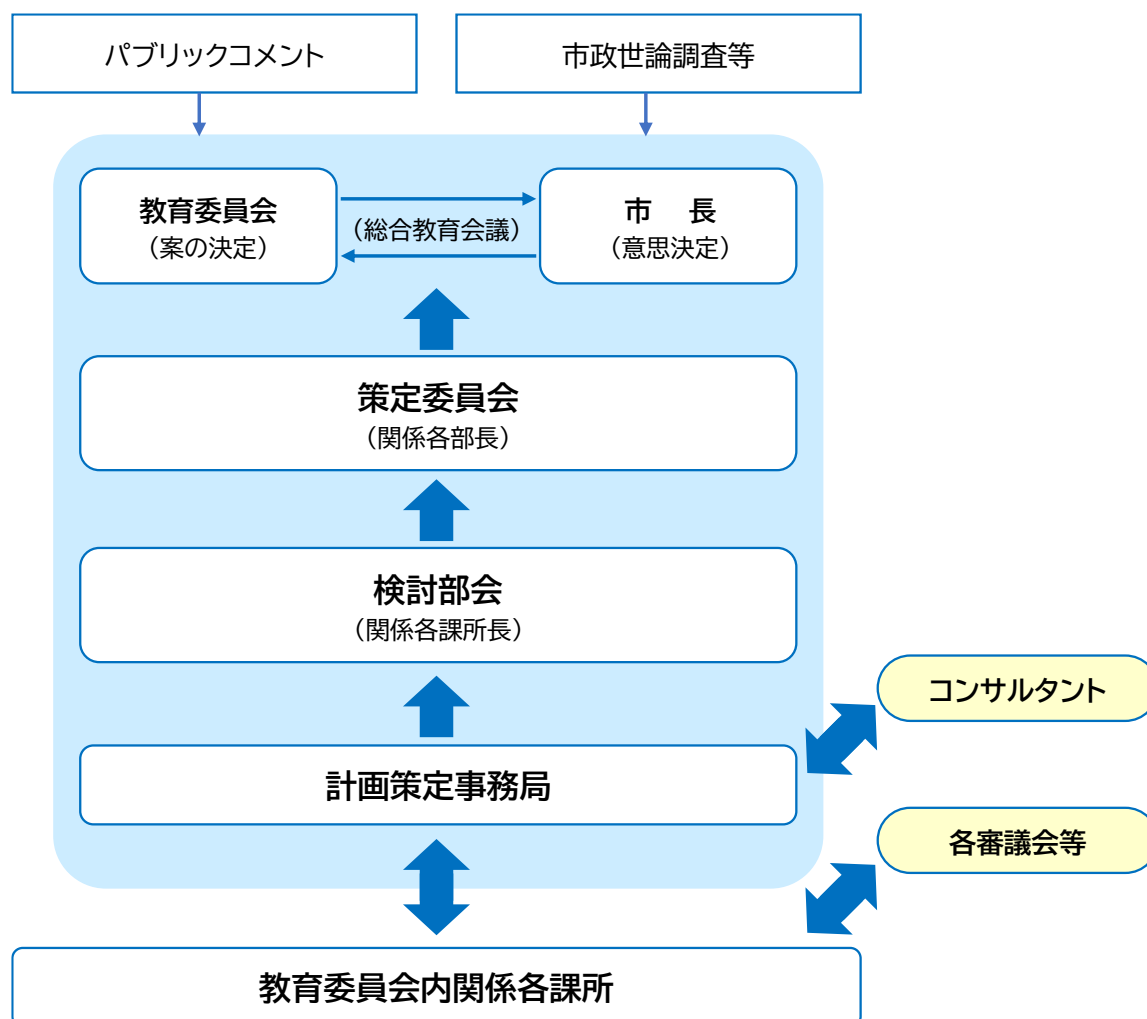 パブリックコメント
市政世論調査等
教育委員会
（案の決定）
（総合教育会議）
市　長
（意思決定）
策定委員会
（関係各部長）
検討部会
（関係各課所長）
コンサルタント
計画策定事務局
各審議会等
教育委員会内関係各課所